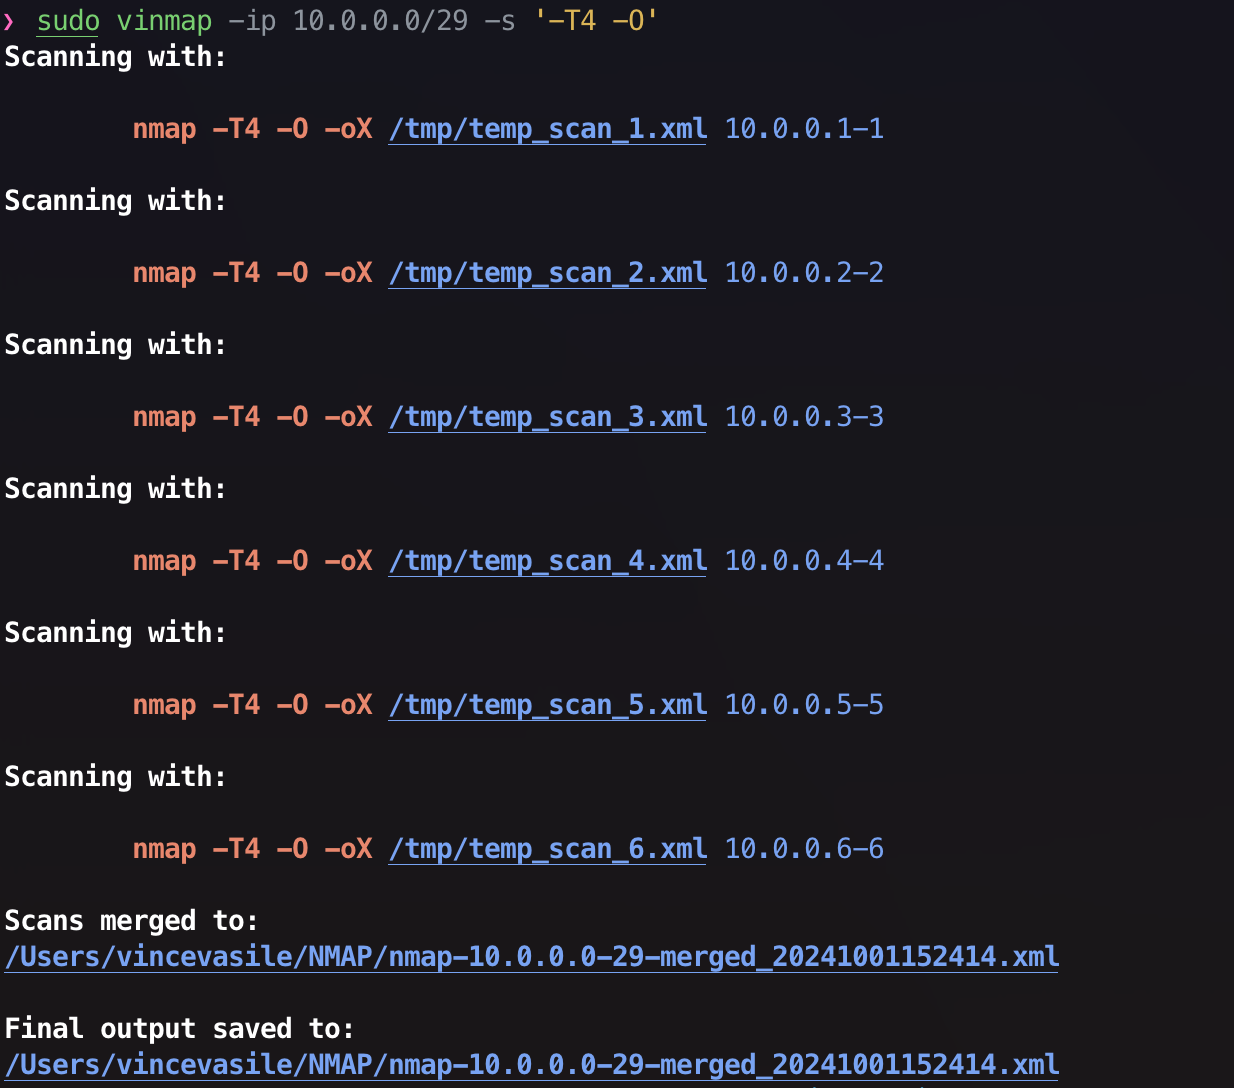 ❯ sudo vinmap -ip 10.0.0.0/29 -s '-T4 -O'
Scanning with:
nmap -T4 -O -oX /tmp/temp_scan_1.xml 10.0.0.1-1
Scanning with:
nmap -T4 -O -oX /tmp/temp_scan_2.xml 10.0.0.2-2
Scanning with:
nmap -T4 -O -oX /tmp/temp_scan_3.xml 10.0.0.3-3
Scanning with:
nmap -T4 -O -oX /tmp/temp_scan_4.xml 10.0.0.4-4
Scanning with:
nmap -T4 -O -oX /tmp/temp_scan_5.xml 10.0.0.5-5
Scanning with:
nmap -T4 -O -oX /tmp/temp_scan_6.xml 10.0.0.6-6
Scans merged to:
/Users/vincevasile/NMAP/nmap-10.0.0.0-29-merged_20241001152414.xml
Final output saved to:
/Users/vincevasile/NMAP/nmap-10.0.0.0-29-merged_20241001152414.xml